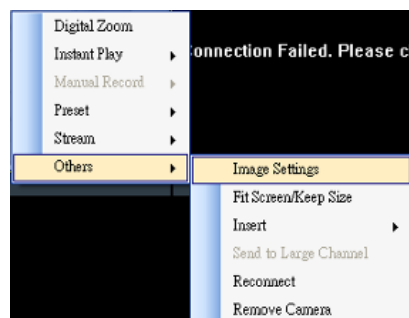 Digital Zoom
Instant Play
Manual Record
Preset
Stream
Others
Connection Failed. Please c
Image Settings
Fit Screen/Keep Size
Insert
Send to Large Channel
Reconnect
Remove Camera